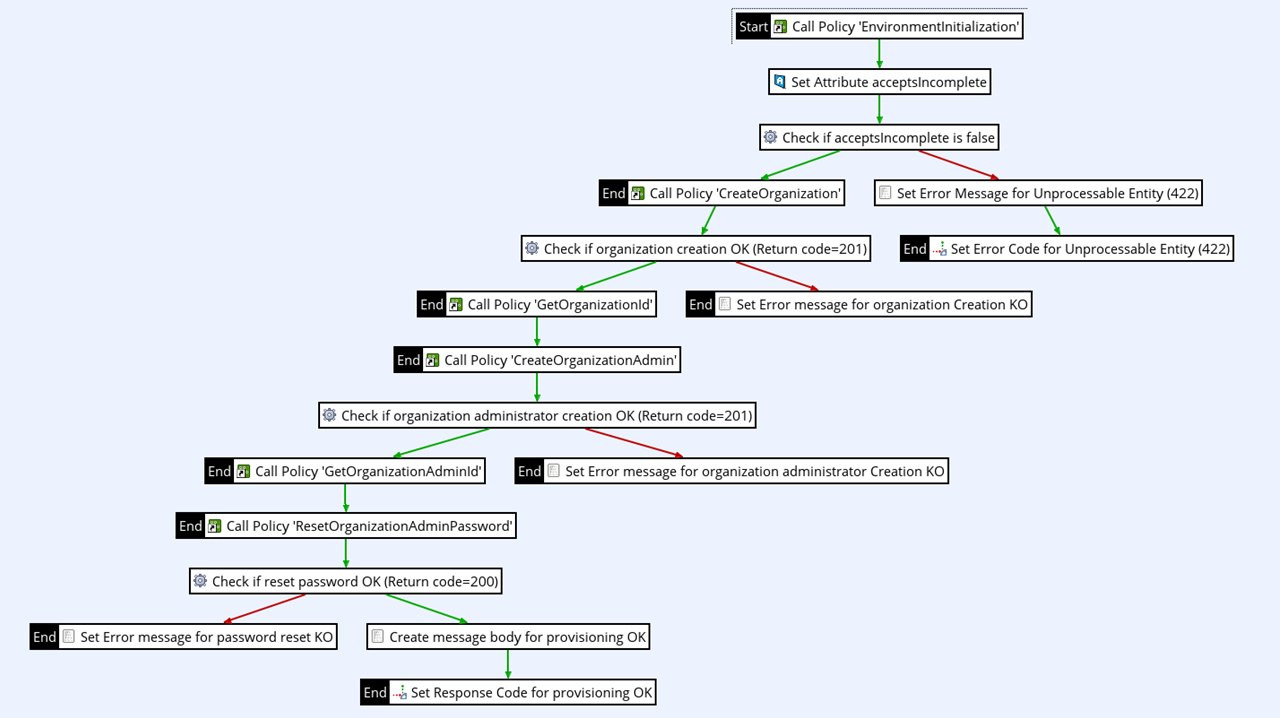 Start Call Policy 'EnvironmentInitialization'
Set Attribute acceptsIncomplete
Check if acceptsIncomplete is false
End Call Policy 'CreateOrganization'
Set Error Message for Unprocessable Entity (422)
Check if organization creation OK (Return code=201)
End Set Error Code for Unprocessable Entity (422)
End Call Policy 'GetOrganizationId'
End Set Error message for organization Creation KO
End Call Policy 'CreateOrganizationAdmin'
Check if organization administrator creation OK (Return code=201)
End Call Policy 'GetOrganizationAdminId'
End Set Error message for organization administrator Creation KO
End Call Policy 'ResetOrganizationAdminPassword'
Check if reset password OK (Return code=200)
End Set Error message for password reset KO
Create message body for provisioning OK
End Set Response Code for provisioning OK